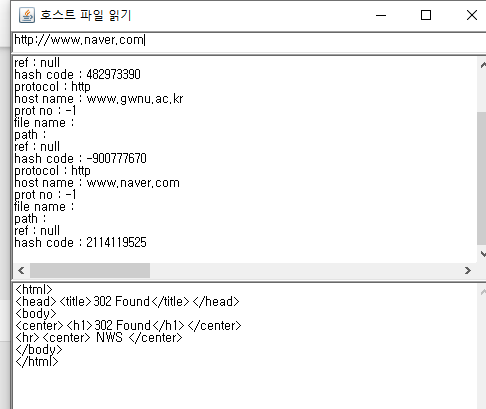 호스트 파일 읽기
http://www.naver.com
ref : null
hash code : 482973390
protocol : http
host name : www.gwnu.ac.kr
prot no : -1
file name :
path :
ref : null
hash code : -900777670
protocol : http
host name : www.naver.com
prot no : -1
file name :
path :
ref : null
hash code : 2114119525
<html>
<head><title>302 Found</title></head>
<body>
<center><h1>302 Found</h1></center>
<hr><center> NWS </center>
</body>
</html>